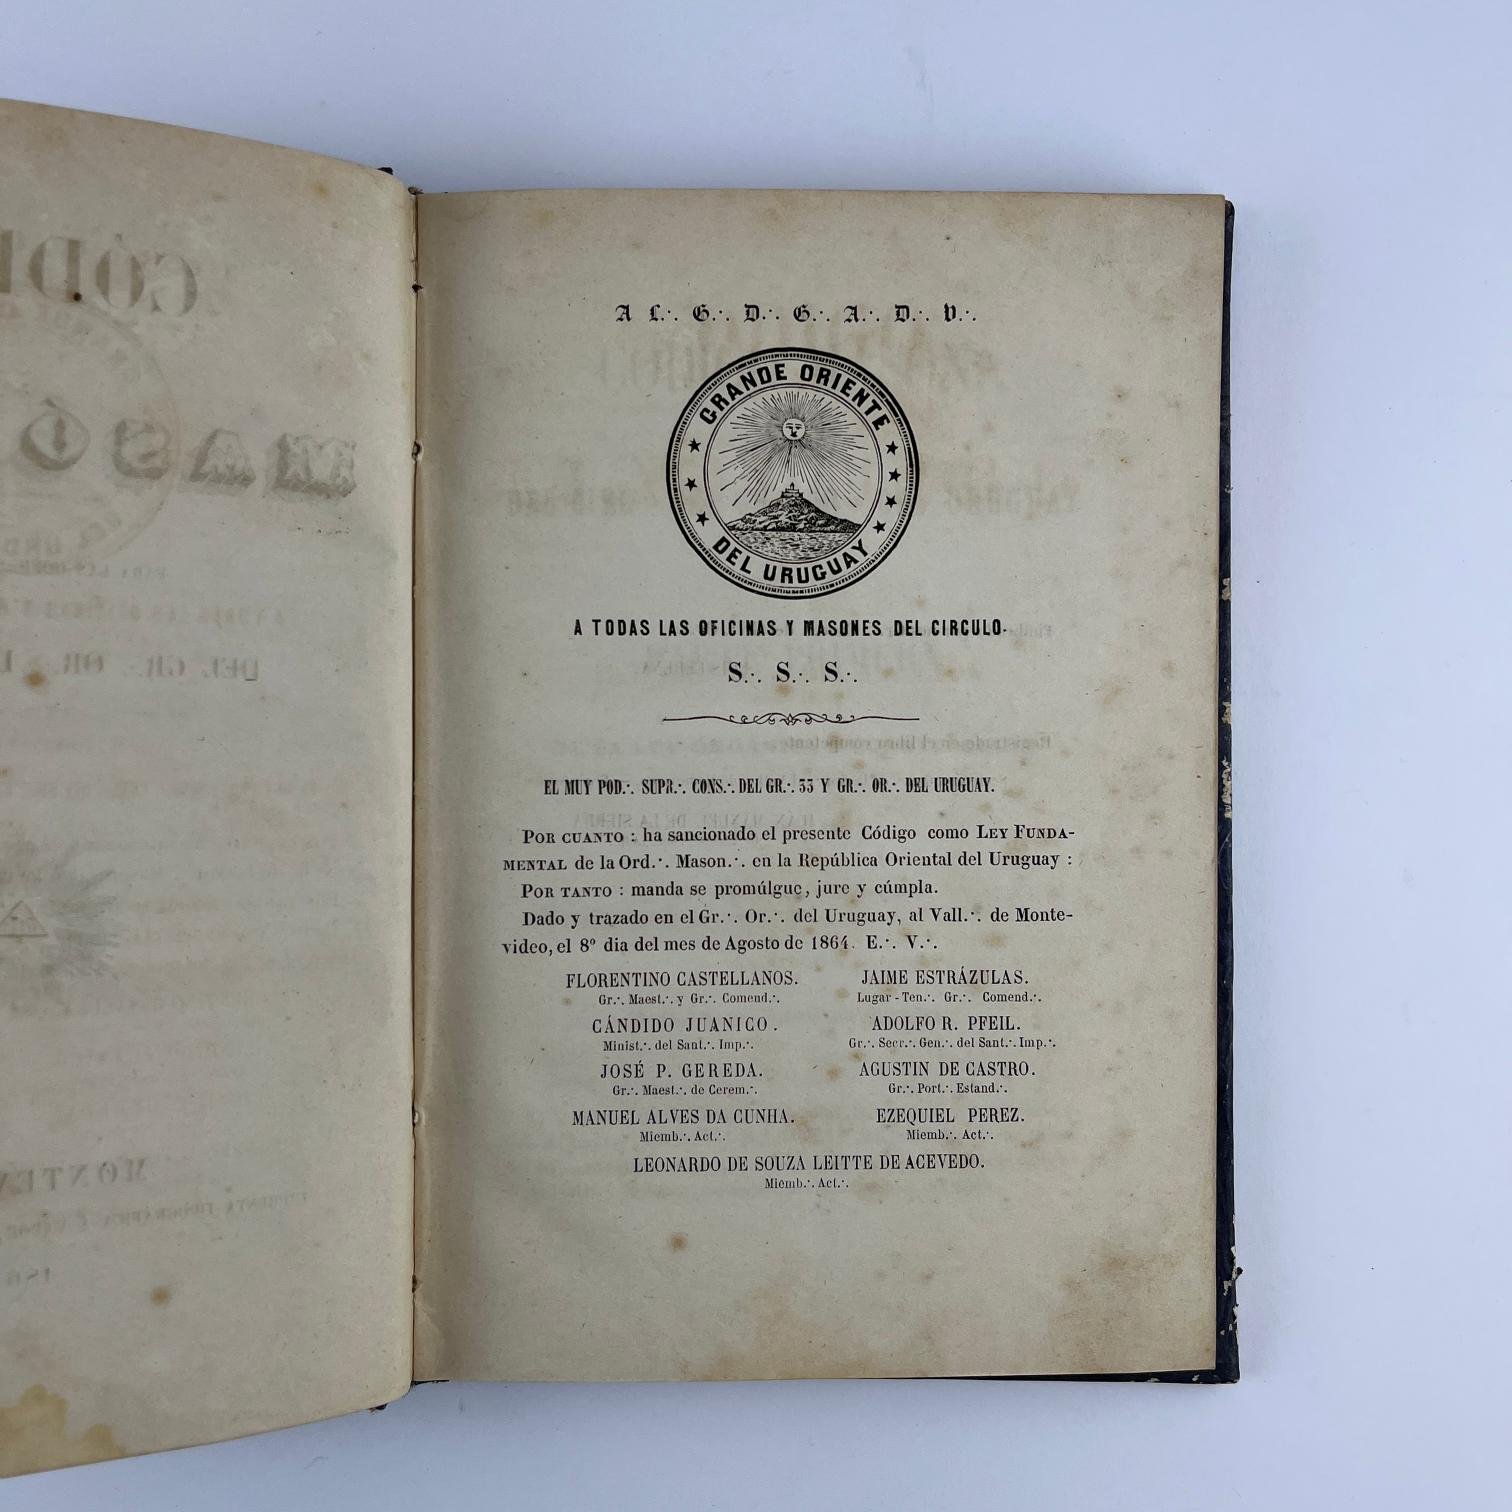 A L.·. G.·. D.·. G.·. A.·. D.·. U.·.
GRANDE ORIENTE
DEL URUGUAY
A TODAS LAS OFICINAS Y MASONES DEL CIRCULO.
S.·. S.·. S.·.
EL MUY POD.·. SUPR.·. CONS.·. DEL GR.·. 33 Y GR.·. OR.·. DEL URUGUAY.
POR CUANTO : ha sancionado el presente Código como LEY FUNDA-
MENTAL de la Ord.·. Mason.·. en la República Oriental del Uruguay :
POR TANTO : manda se promúlgue, jure y cúmpla.
Dado y trazado en el Gr.·. Or.·. del Uruguay, al Vall.·. de Monte-
video, el 8º dia del mes de Agosto de 1864. E.·. V.·.
FLORENTINO CASTELLANOS. JAIME ESTRÁZULAS.
Gr.·. Maest.·. y Gr.·. Comend.·. Lugar - Ten.·. Gr.·. Comend.·.
CÁNDIDO JUANICO. ADOLFO R. PFEIL.
Minist.·. del Sant.·. Imp.·. Gr.·. Secr.·. Gen.·. del Sant.·. Imp.·.
JOSÉ P. GEREDA. AGUSTIN DE CASTRO.
Gr.·. Maest.·. de Cerem.·. Gr.·. Port.·. Estand.·.
MANUEL ALVES DA CUNHA. EZEQUIEL PEREZ.
Miemb.·. Act.·. Miemb.·. Act.·.
LEONARDO DE SOUZA LEITTE DE ACEVEDO.
Miemb.·. Act.·.